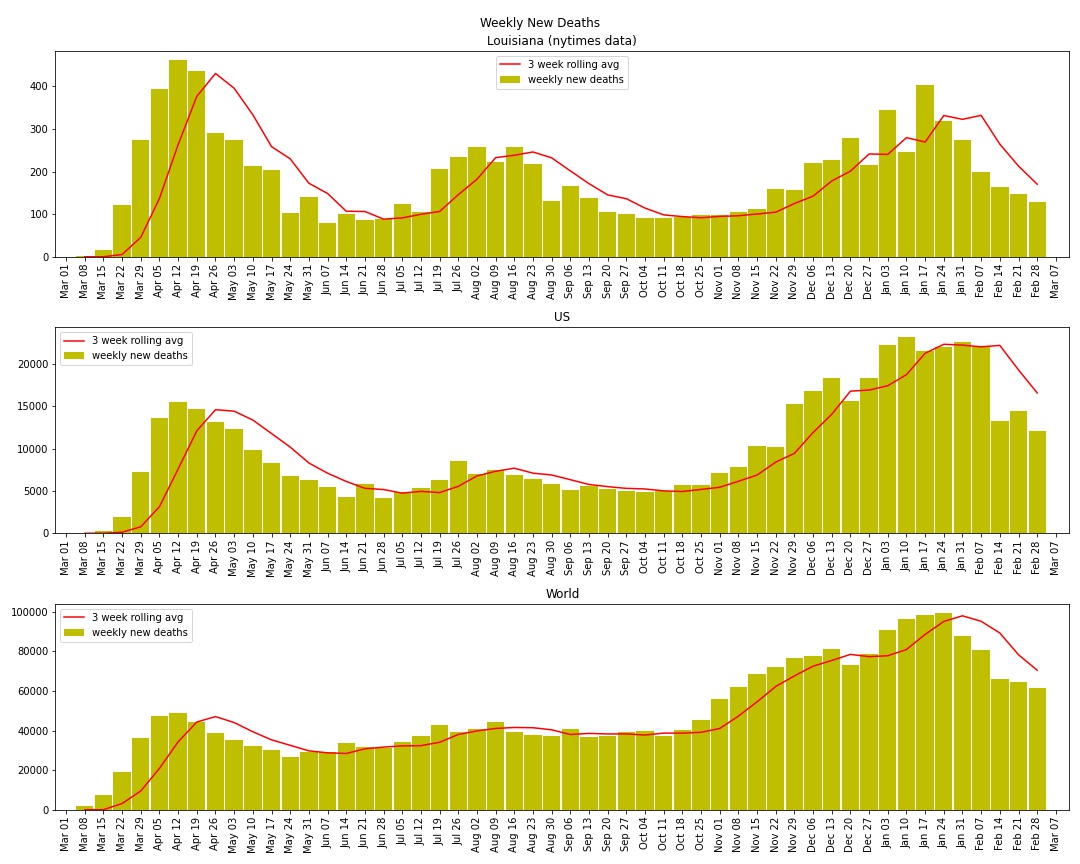 Weekly New Deaths
Louisiana (nytimes data)
3 week rolling avg
weekly new deaths
400
300
200
100
0
Mar 01 Mar 08 Mar 15 Mar 22 Mar 29 Apr 05 Apr 12 Apr 19 Apr 26 May 03 May 10 May 17 May 24 May 31 Jun 07 Jun 14 Jun 21 Jun 28 Jul 05 Jul 12 Jul 19 Jul 26 Aug 02 Aug 09 Aug 16 Aug 23 Aug 30 Sep 06 Sep 13 Sep 20 Sep 27 Oct 04 Oct 11 Oct 18 Oct 25 Nov 01 Nov 08 Nov 15 Nov 22 Nov 29 Dec 06 Dec 13 Dec 20 Dec 27 Jan 03 Jan 10 Jan 17 Jan 24 Jan 31 Feb 07 Feb 14 Feb 21 Feb 28 Mar 07
US
3 week rolling avg
weekly new deaths
20000
15000
10000
5000
0
Mar 01 Mar 08 Mar 15 Mar 22 Mar 29 Apr 05 Apr 12 Apr 19 Apr 26 May 03 May 10 May 17 May 24 May 31 Jun 07 Jun 14 Jun 21 Jun 28 Jul 05 Jul 12 Jul 19 Jul 26 Aug 02 Aug 09 Aug 16 Aug 23 Aug 30 Sep 06 Sep 13 Sep 20 Sep 27 Oct 04 Oct 11 Oct 18 Oct 25 Nov 01 Nov 08 Nov 15 Nov 22 Nov 29 Dec 06 Dec 13 Dec 20 Dec 27 Jan 03 Jan 10 Jan 17 Jan 24 Jan 31 Feb 07 Feb 14 Feb 21 Feb 28 Mar 07
World
3 week rolling avg
weekly new deaths
100000
80000
60000
40000
20000
0
Mar 01 Mar 08 Mar 15 Mar 22 Mar 29 Apr 05 Apr 12 Apr 19 Apr 26 May 03 May 10 May 17 May 24 May 31 Jun 07 Jun 14 Jun 21 Jun 28 Jul 05 Jul 12 Jul 19 Jul 26 Aug 02 Aug 09 Aug 16 Aug 23 Aug 30 Sep 06 Sep 13 Sep 20 Sep 27 Oct 04 Oct 11 Oct 18 Oct 25 Nov 01 Nov 08 Nov 15 Nov 22 Nov 29 Dec 06 Dec 13 Dec 20 Dec 27 Jan 03 Jan 10 Jan 17 Jan 24 Jan 31 Feb 07 Feb 14 Feb 21 Feb 28 Mar 07